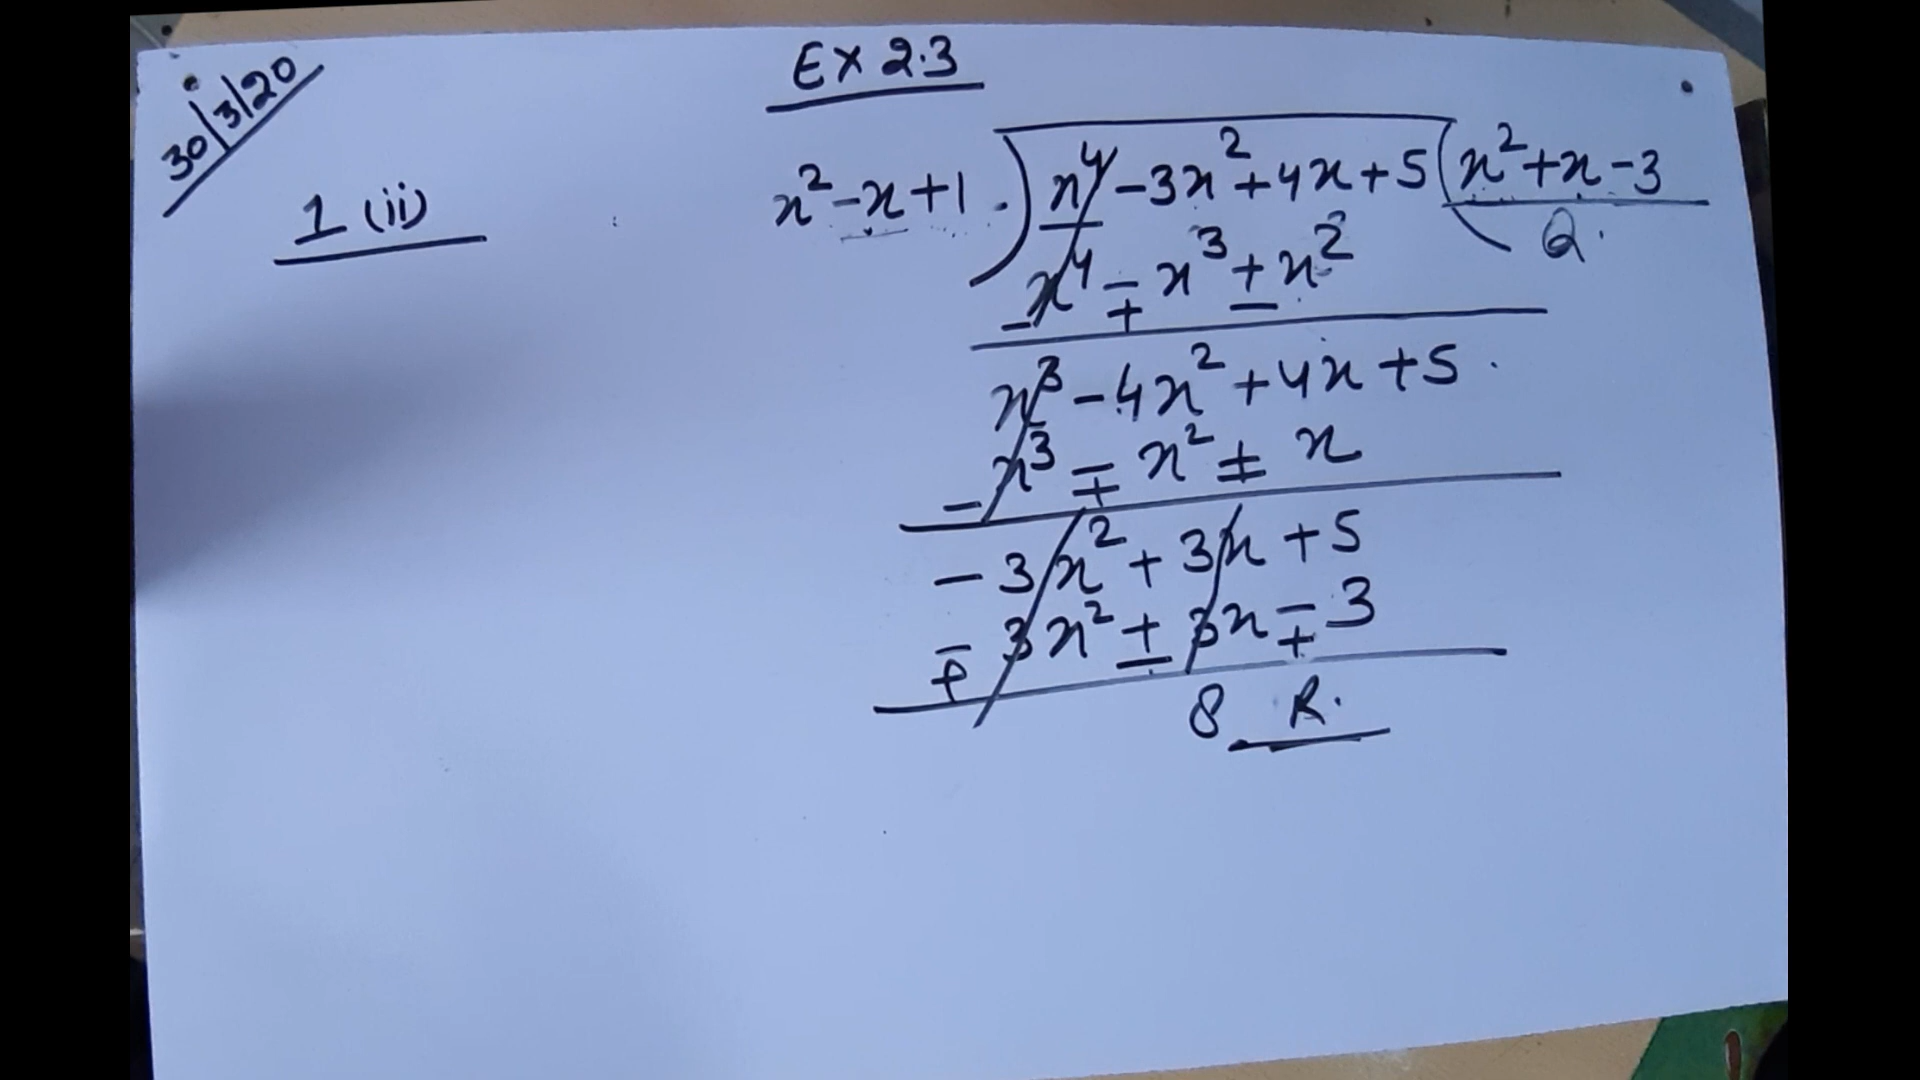 30/3/20
EX 2.3
1 (ii)
x² - x + 1 ) x⁴ - 3x² + 4x + 5 ( x² + x - 3
Q.
- x⁴ ∓ x³ ± x²
x³ - 4x² + 4x + 5
- x³ ∓ x² ± x
- 3x² + 3x + 5
∓ 3x² ± 3x ∓ 3
8 R.